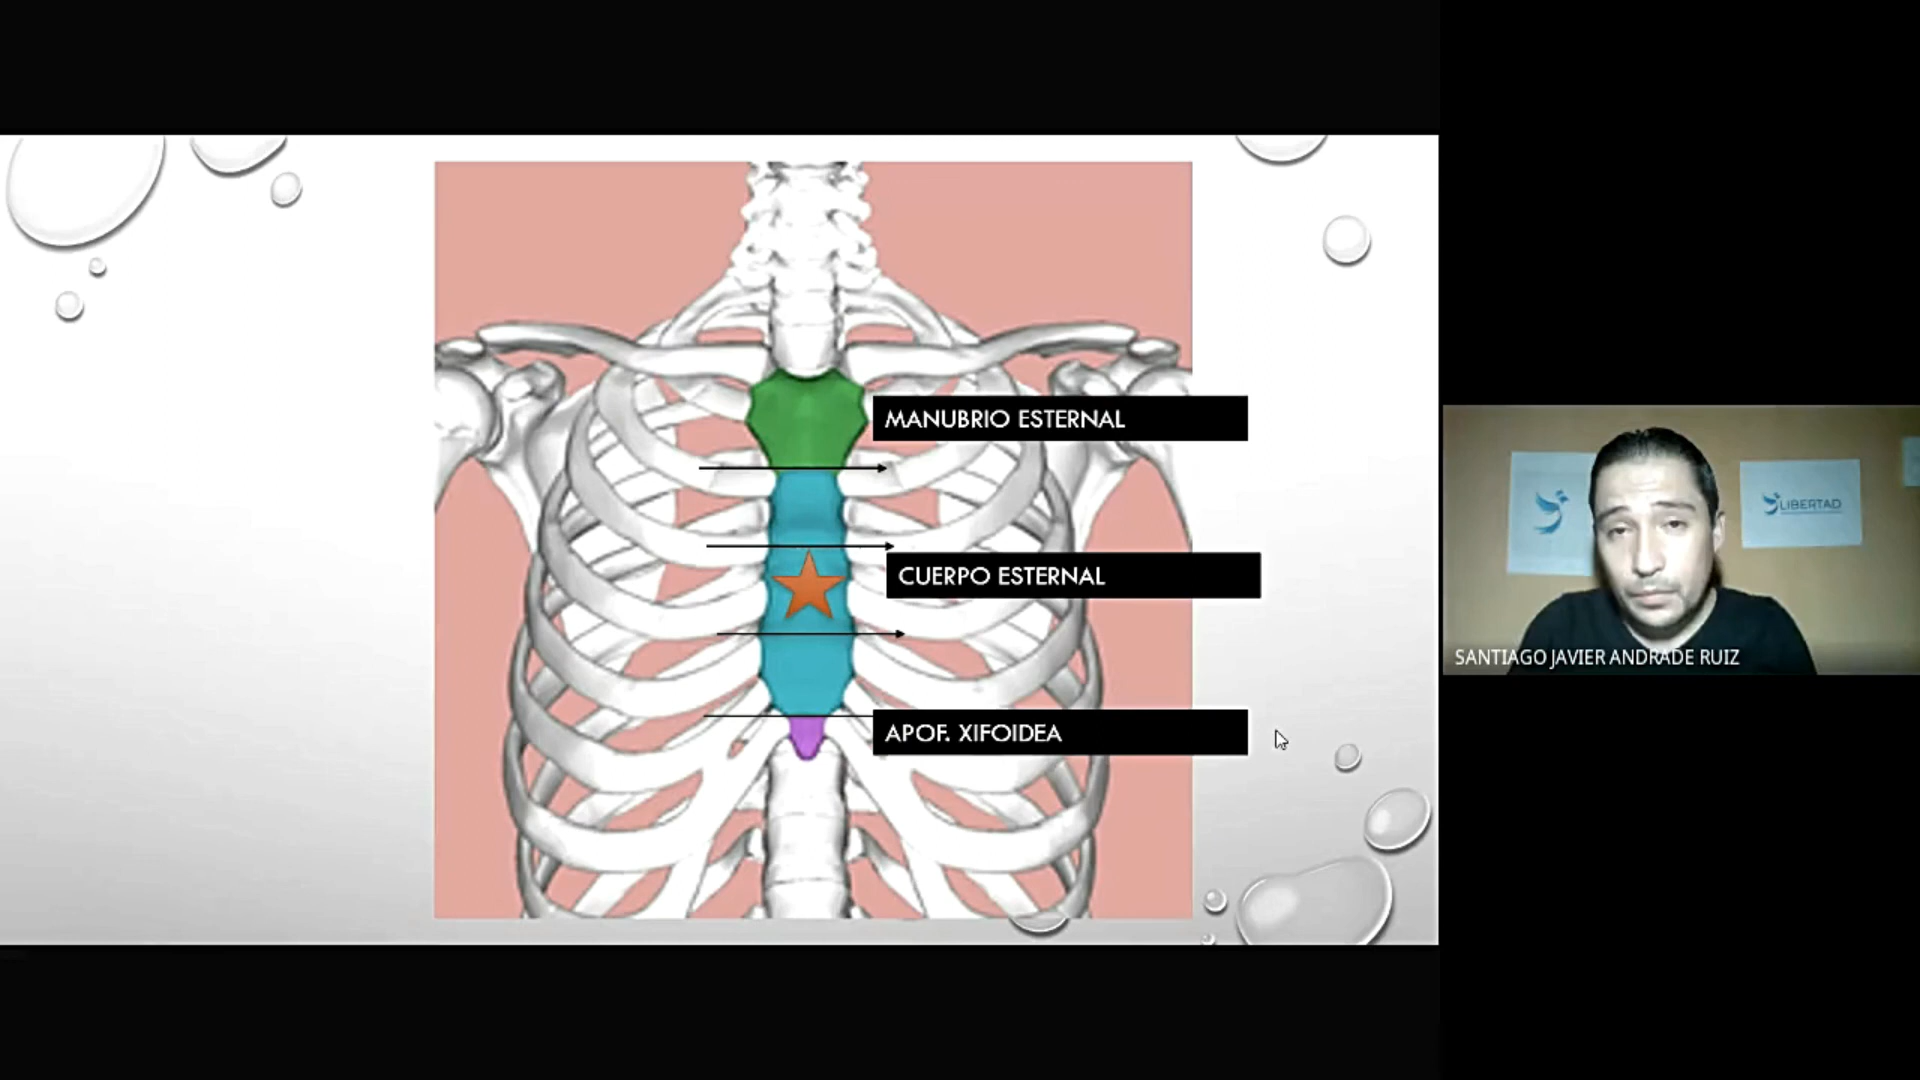 MANUBRIO ESTERNAL
CUERPO ESTERNAL
APOF. XIFOIDEA
LIBERTAD
SANTIAGO JAVIER ANDRADE RUIZ